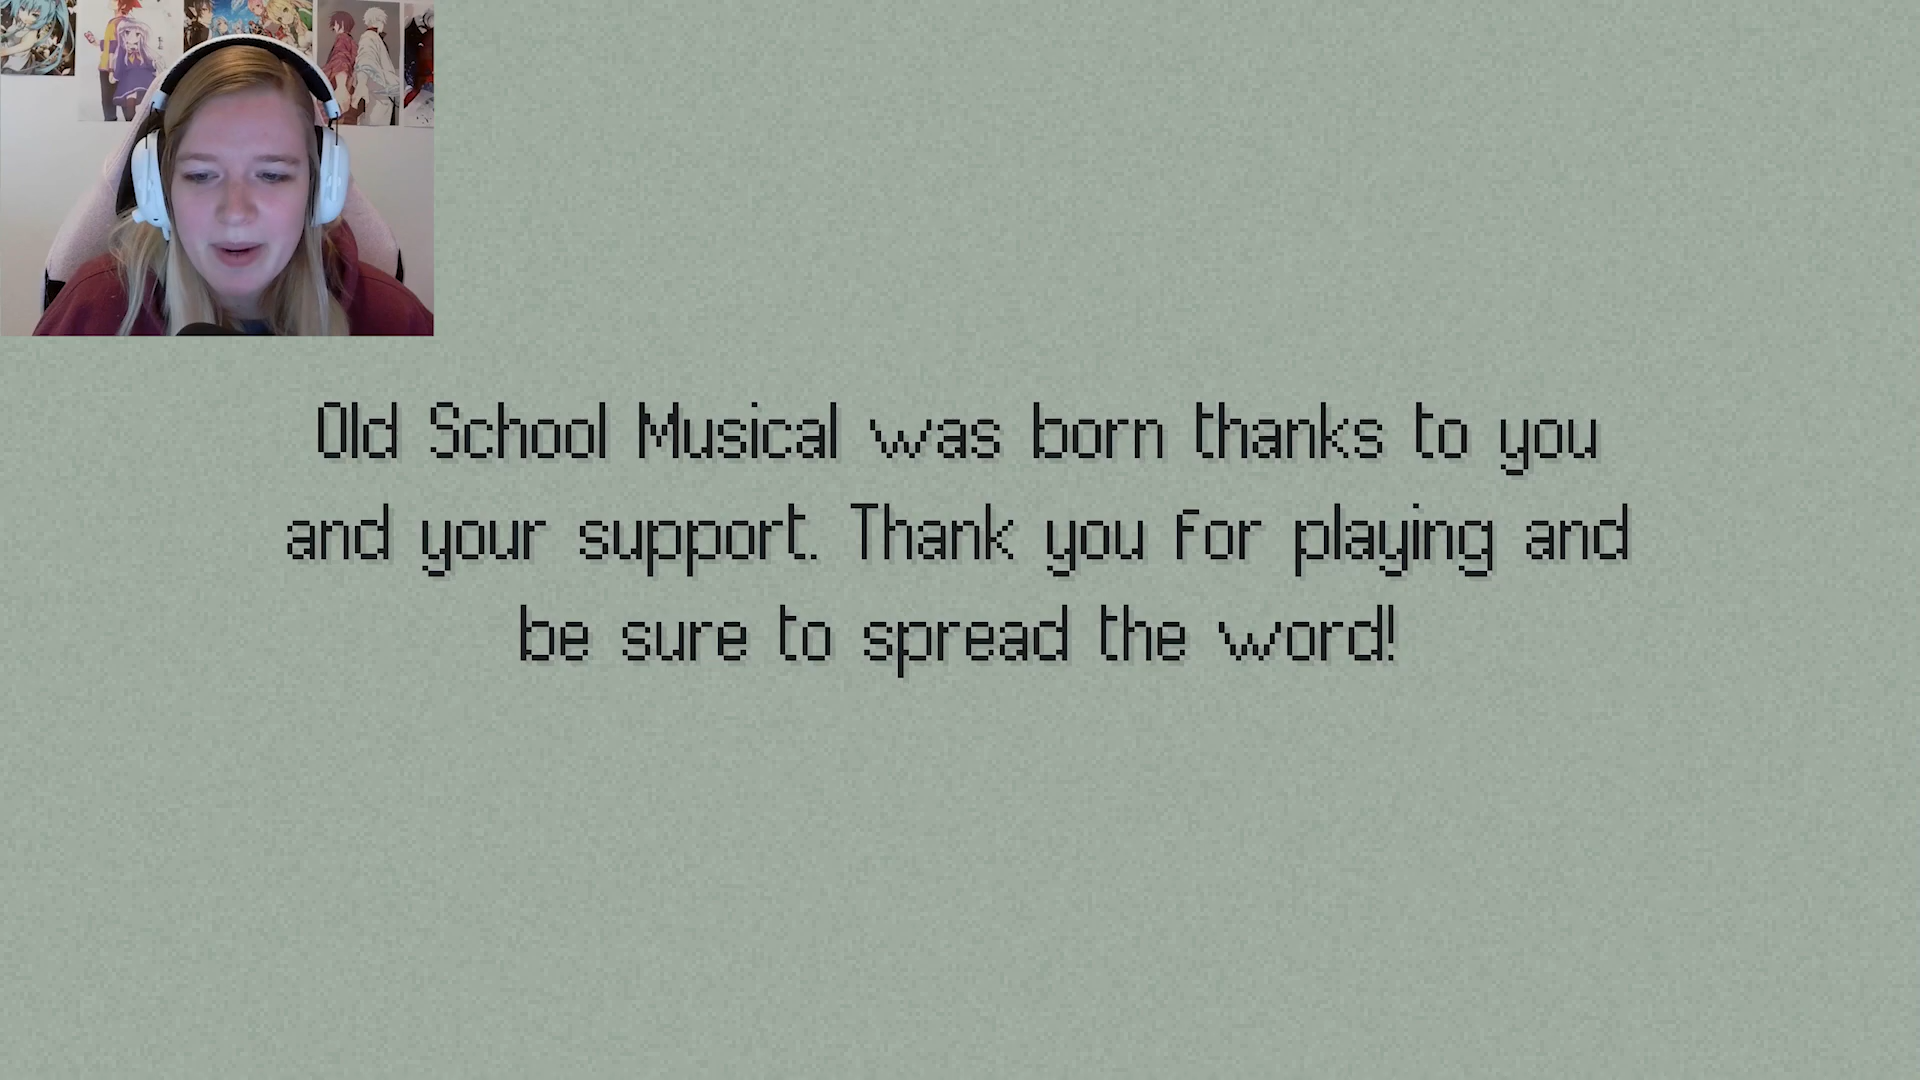 Old School Musical was born thanks to you
and your support. Thank you for playing and
be sure to spread the word!